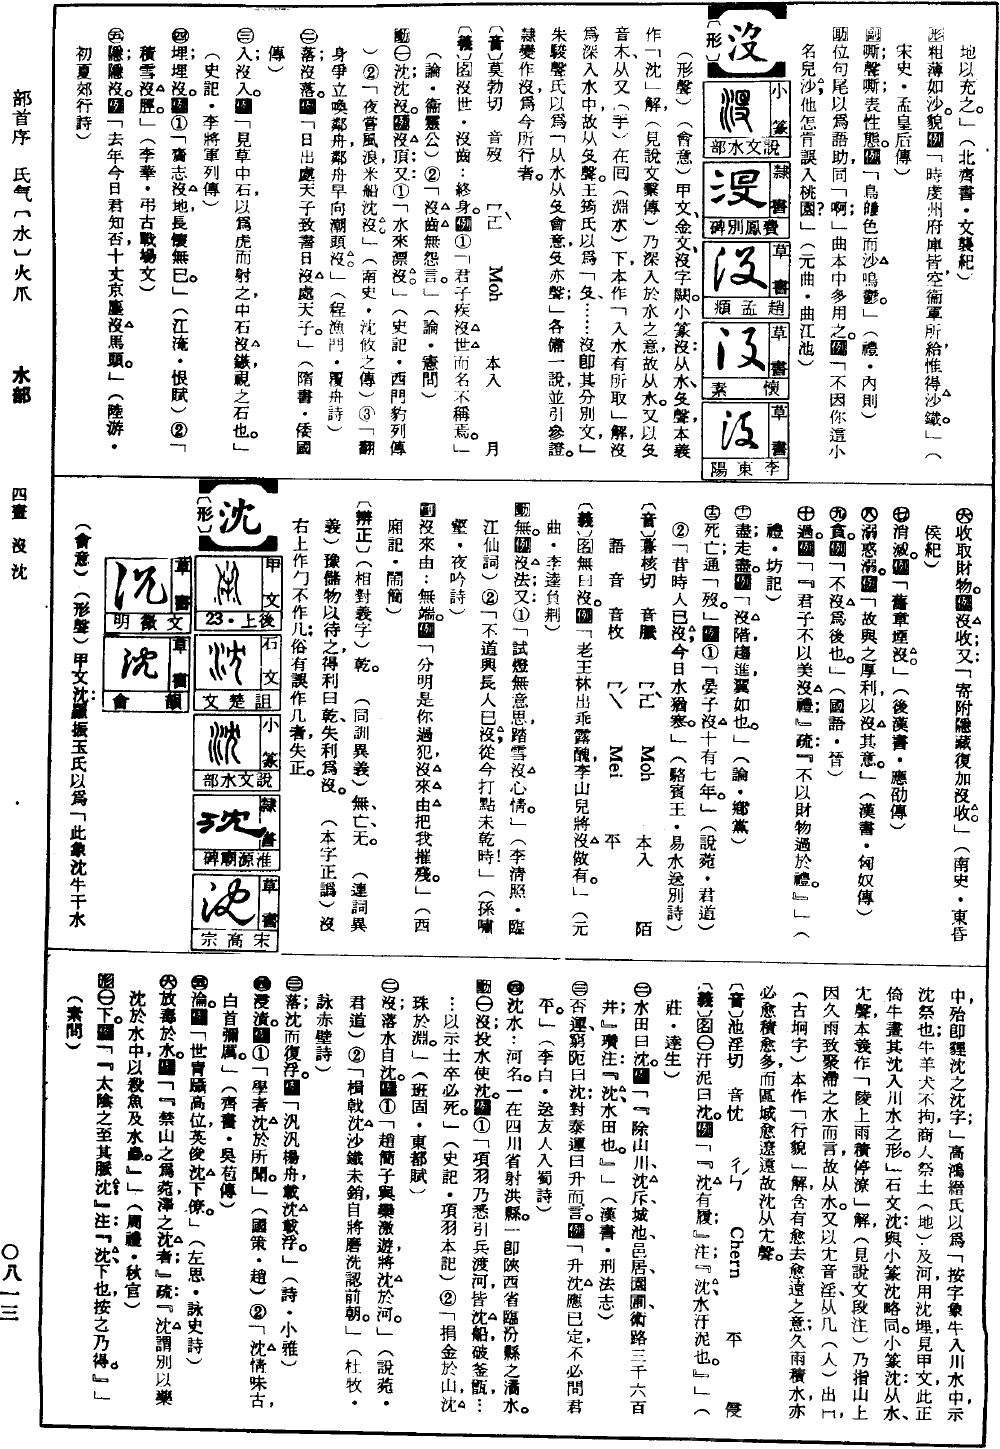 部首序　氏气〔水〕火爪　　水部　　四畫　沒　沈　　〇八一三
地以充之。」（北齊書・文襄紀）
形粗薄如沙貌例「時虔州府庫皆空衞軍所給惟得沙鐵。」（
宋史・孟皇后傳）
副嘶聲；嘶表性態。例「鳥皫色而沙鳴鬱。」（禮・內則）
助位句尾以為語助，同「啊」；曲本中多用之。例「不因你這小
名兒沙，他怎肯誤入桃園？」（元曲・曲江池）
沒
〔形〕
小篆　說文水部
隸書　費鳳別碑
草書　趙孟頫
草書　懷素
草書　李東陽
（形聲）（會意）甲文、金文沒字闕。小篆沒：从水、𠬛聲，本義
作「沈」解（見說文繫傳）乃深入於水之意，故从水。又以𠬛
音木、从又（手）在囘（淵水）下，本作「入水有所取」解，沒
為深入水中，故从𠬛聲。王筠氏以為「𠬛、……沒卽其分別文」；
朱駿聲氏以為「从水从𠬛會意，𠬛亦聲」；各備一說，並引參證。
隸變作沒，為今所行者。
〔音〕莫勃切　音歿　ㄇㄛˋ　Moh　本入　月
〔義〕名沒世・沒齒：終身。例①「君子疾沒世而名不稱焉。」
（論・衞靈公）②「沒齒無怨言。」（論・憲問）
動㊀沈：沈沒。例沒頂；又①「水來漂沒。」（史記・西門豹列傳
）②「夜嘗風浪，米船沈沒。」（南史・沈攸之傳）③「翻
身爭立喚鄰舟，鄰舟早向潮頭沒。」（程漁門・覆舟詩）
㊁落：沒落。例「日出處天子致書日沒處天子。」（隋書・倭國
傳）
㊂入：沒入。例「見草中石，以為虎而射之，中石沒鏃，視之，石也。」
（史記・李將軍列傳）
㊃埋：埋沒。例①「齎志沒地，長懷無已。」（江淹・恨賦）②「
積雪沒脛。」（李華・弔古戰場文）
㊄隱：隱沒。例「去年今日君知否，十丈京塵沒馬頭。」（陸游・
初夏郊行詩）
㊅收取財物。例沒收；又「寄附隱藏，復加沒收。」（南史・東昏
侯紀）
㊆消滅。例「舊章堙沒。」（後漢書・應劭傳）
㊇溺：惑溺。例「故興之厚利以沒其意。」（漢書・匈奴傳）
㊈貪。例「不沒為後也。」（國語・晉）
㊉過。例「『君子不以美沒禮。』疏：『不以財物過於禮。』」（
禮・坊記）
盡：走盡。例「沒階趨進，翼如也。」（論・鄉黨）
死亡；通「歿」。例①「晏子沒十有七年。」（說苑・君道）
②「昔時人已沒，今日水猶寒。」（駱賓王・易水送別詩）
〔音〕慕核切　音䮬　ㄇㄛˋ　Moh　本入　陌
語音　音枚　ㄇㄟˊ　Mei　平
〔義〕名無曰沒。例「老王林出乖露醜，李山兒將沒做有。」（元
曲・李逵負荆）
動無。例沒法；又①「試燈無意思，踏雪沒心情。」（李清照・臨
江仙詞）②「不道興長人已沒，從今打點未乾時！」（孫嘯
壑・夜吟詩）
副沒來由：無端。例「分明是你過犯，沒來由把我摧殘。」（西
廂記・鬧簡）
〔辨正〕（相對義字）乾。　（同訓異義）無、亡、无。　（連詞異
義）豫儲物以待之，得利曰乾，失利為沒。　（本字正譌）沒
右上作勹不作几；俗有誤作几者，失正。
沈
〔形〕
甲文　後上・23
石文　詛楚文
小篆　說文水部
隸書　淮源廟碑
草書　宋高宗
草書　文徵明
草書　韻會
（會意）（形聲）甲文沈：羅振玉氏以為「此象沈牛干水
中，殆卽貍沈之沈字」；高鴻縉氏以為「按字象牛入川水中示
沈祭也；牛羊犬不拘，商人祭土（地）及河用沈埋，見甲文；此正
倚牛畫其沈入川水之形。」石文沈：與小篆沈略同。小篆沈：从水、
冘聲，本義作「陵上雨積停潦」解（見說文段注）乃指山上
因久雨致聚滯之水而言，故从水。又以冘音淫、从几（人）出冂
（古坰字）本作「行貌」解，含有愈去愈遠之意；久雨積水，亦
必愈積愈多而區域愈遼遠，故沈从冘聲。
〔音〕池淫切　音忱　ㄔㄣˊ　Chern　平　侵
〔義〕名㊀汙泥曰沈。例「『沈有履』；注『沈，水汙泥也。』」（
莊・達生）
㊁水田曰沈。例「『除山川沈斥，城池邑居，園囿術路，三千六百
井』瓚注：『沈，水田也。』」（漢書・刑法志）
㊂否運、窮阨曰沈；對泰運曰升而言。例「升沈應已定，不必問君
平。」（李白・送友人入蜀詩）
㊃沈水：河名。一在四川省射洪縣。一卽陝西省臨汾縣之潏水。
動㊀沒：投水使沈。例①「項羽乃悉引兵渡河，皆沈船，破釜甑，…
…以示士卒必死。」（史記・項羽本記）②「捐金於山，沈
珠於淵。」（班固・東都賦）
㊁沒：落水自沈。例①「趙簡子與欒激遊，將沈於河。」（說苑・
君道）②「楫戟沈沙鐵未銷，自將磨洗認前朝。」（杜牧・
詠赤壁詩）
㊂落：沈而復浮。例「汎汎楊舟，載沈載浮。」（詩・小雅）
㊃浸漬。例①「學者沈於所聞。」（國策・趙）②「沈情味古，
白首彌厲。」（齊書・吳苞傳）
㊄淪。例「世胄躡高位，英俊沈下僚。」（左思・詠史詩）
㊅放毒於水。例「『禁山之為苑，澤之沈者』；疏『沈謂別以藥
沈於水中，以殺魚及水蟲。』」（周禮・秋官）
形㊀下。例「『太陰之至其脈沈』注：『沈，下也；按之乃得。』」
（素問）